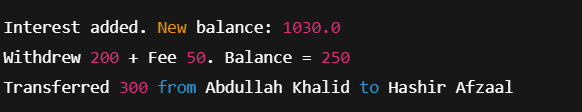 Interest added. New balance: 1030.0
Withdrew 200 + Fee 50. Balance = 250
Transferred 300 from Abdullah Khalid to Hashir Afzaal